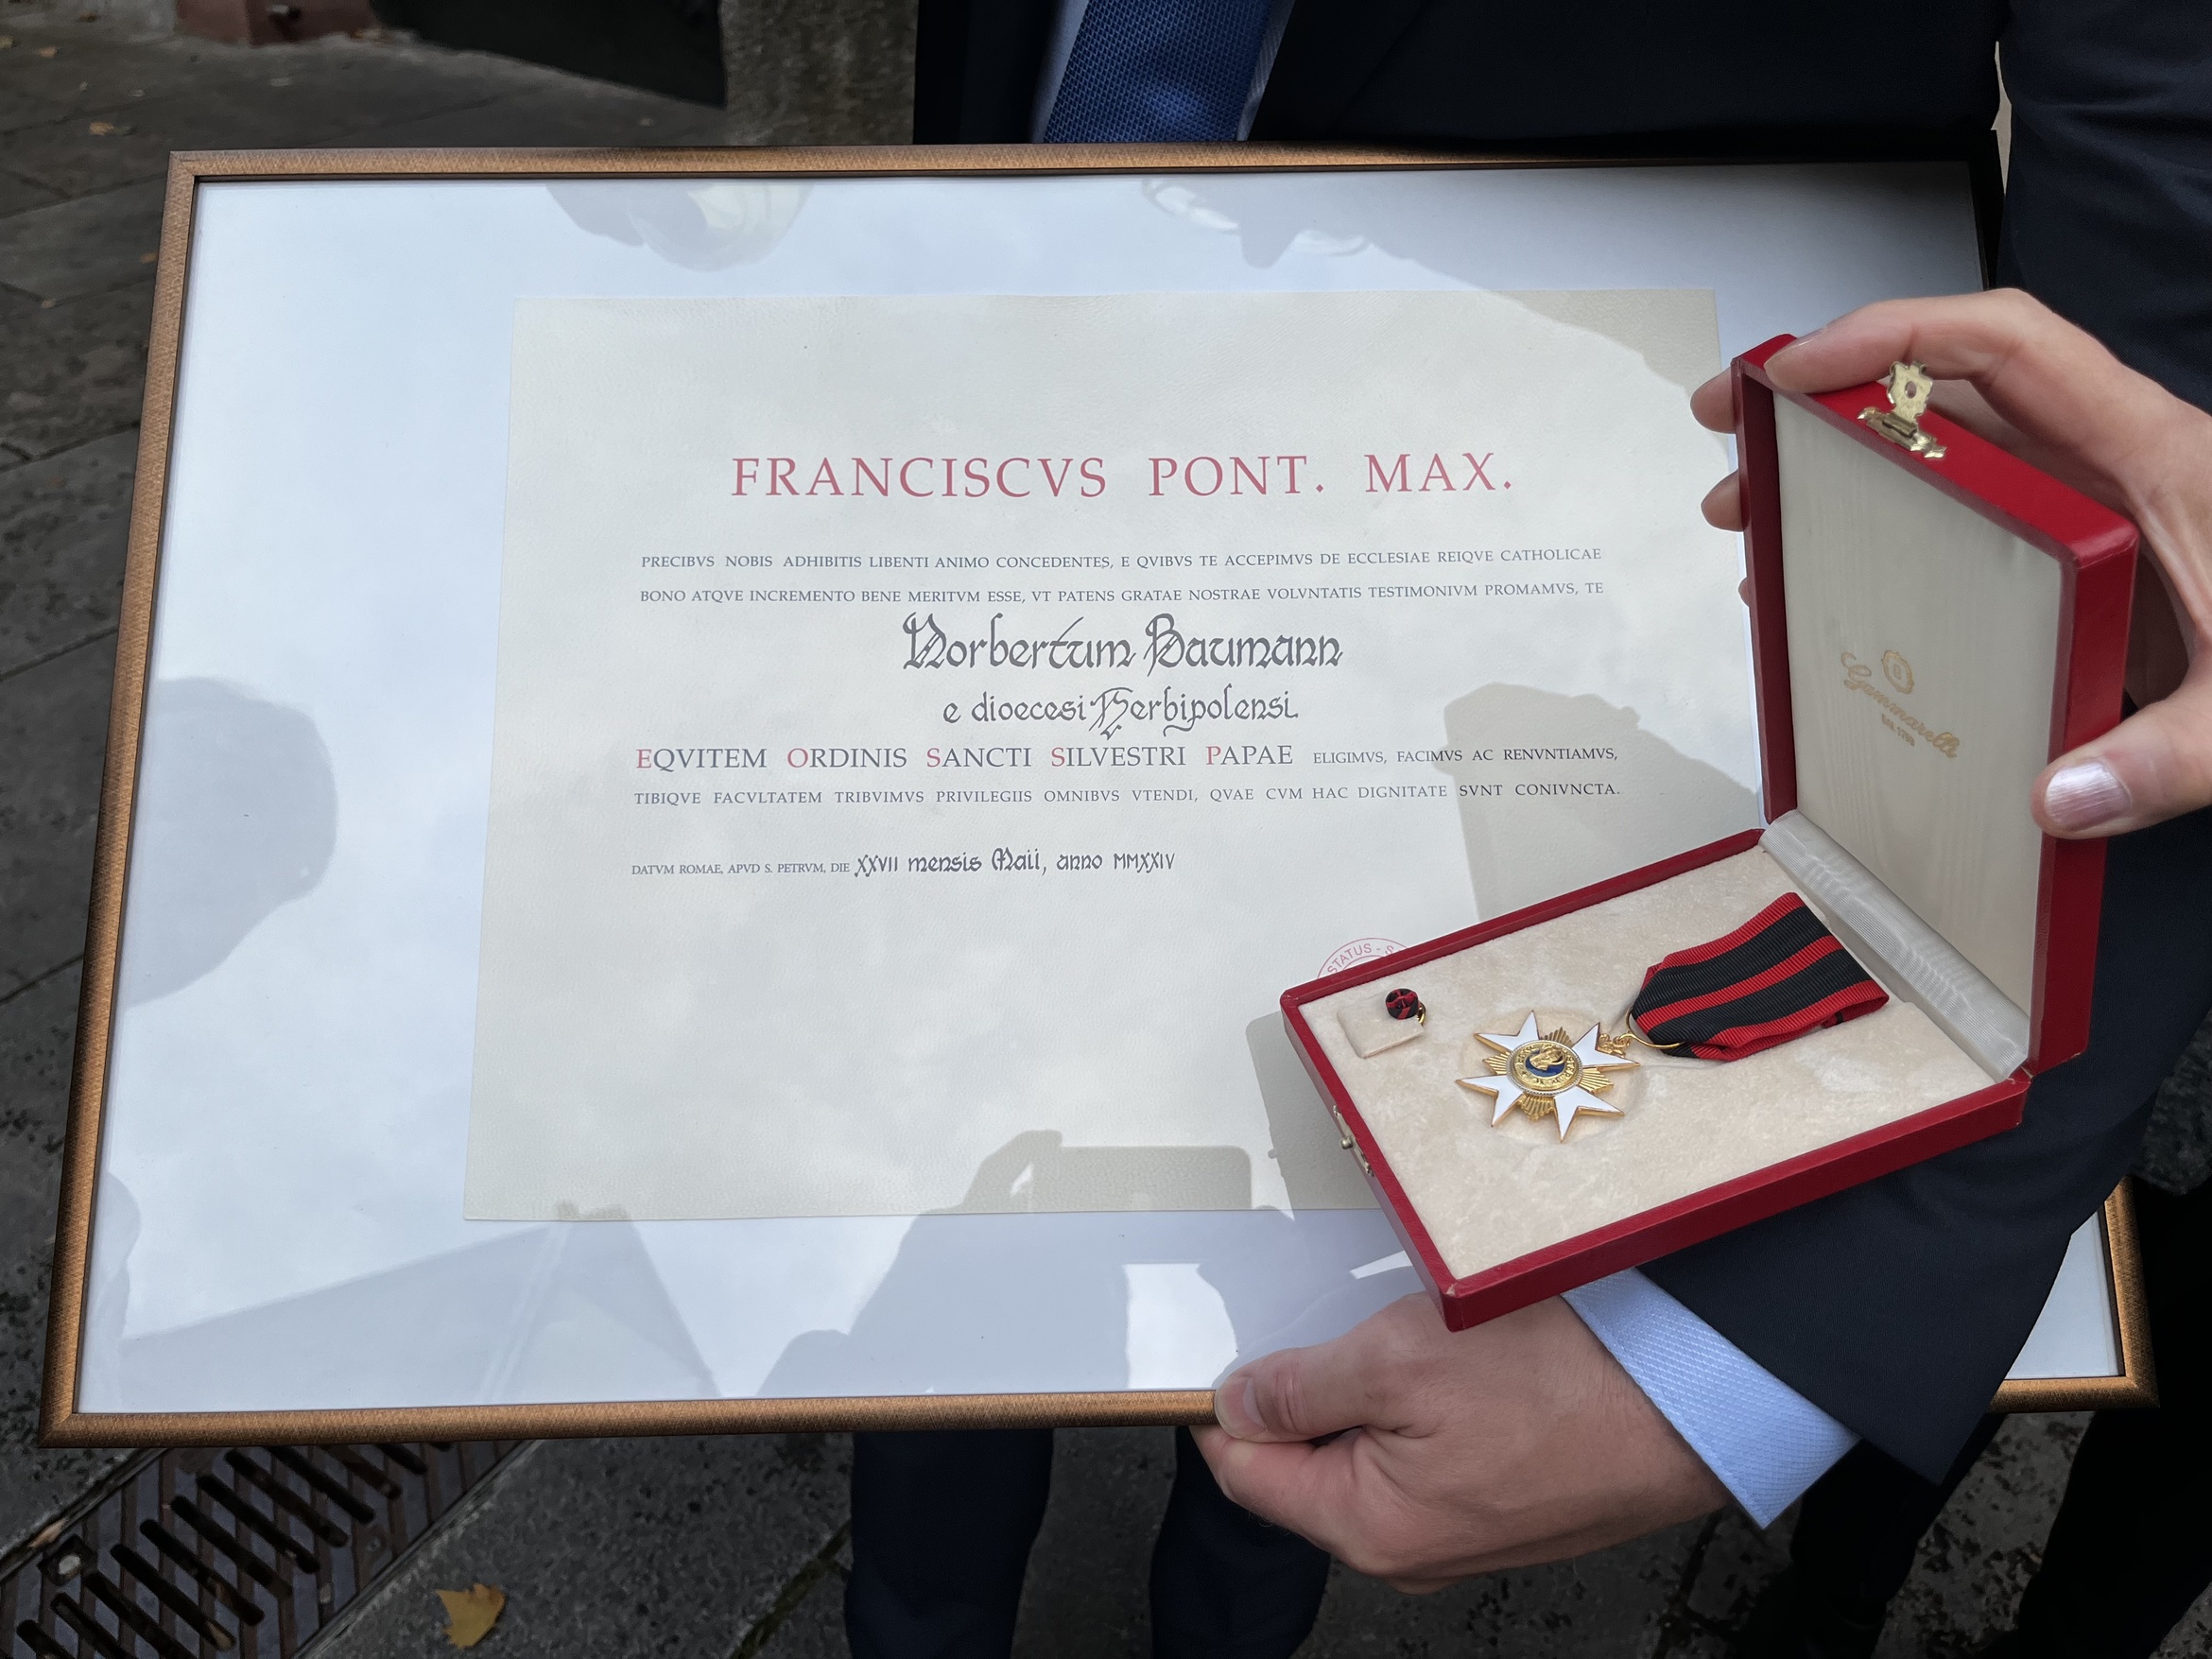 FRANCISCVS PONT. MAX.
PRECIBVS NOBIS ADHIBITIS LIBENTI ANIMO CONCEDENTES, E QVIBVS TE ACCEPIMVS DE ECCLESIAE REIQVE CATHOLICAE
BONO ATQVE INCREMENTO BENE MERITVM ESSE, VT PATENS GRATAE NOSTRAE VOLVNTATIS TESTIMONIVM PROMAMVS, TE
Norbertum Baumann
e dioecesi Herbipolensi
EQVITEM ORDINIS SANCTI SILVESTRI PAPAE ELIGIMVS, FACIMVS AC RENVNTIAMVS,
TIBIQVE FACVLTATEM TRIBVIMVS PRIVILEGIIS OMNIBVS VTENDI, QVAE CVM HAC DIGNITATE SVNT CONIVNCTA.
DATVM ROMAE, APVD S. PETRVM, DIE XXVII mensis Maii, anno MMXXIV
STATUS - S
Gammarelli